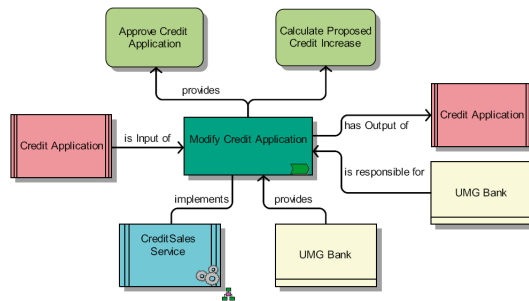 Approve Credit
Application
Calculate Proposed
Credit Increase
provides
Credit Application
is Input of
Modify Credit Application
has Output of
Credit Application
is responsible for
UMG Bank
implements
provides
CreditSales
Service
UMG Bank